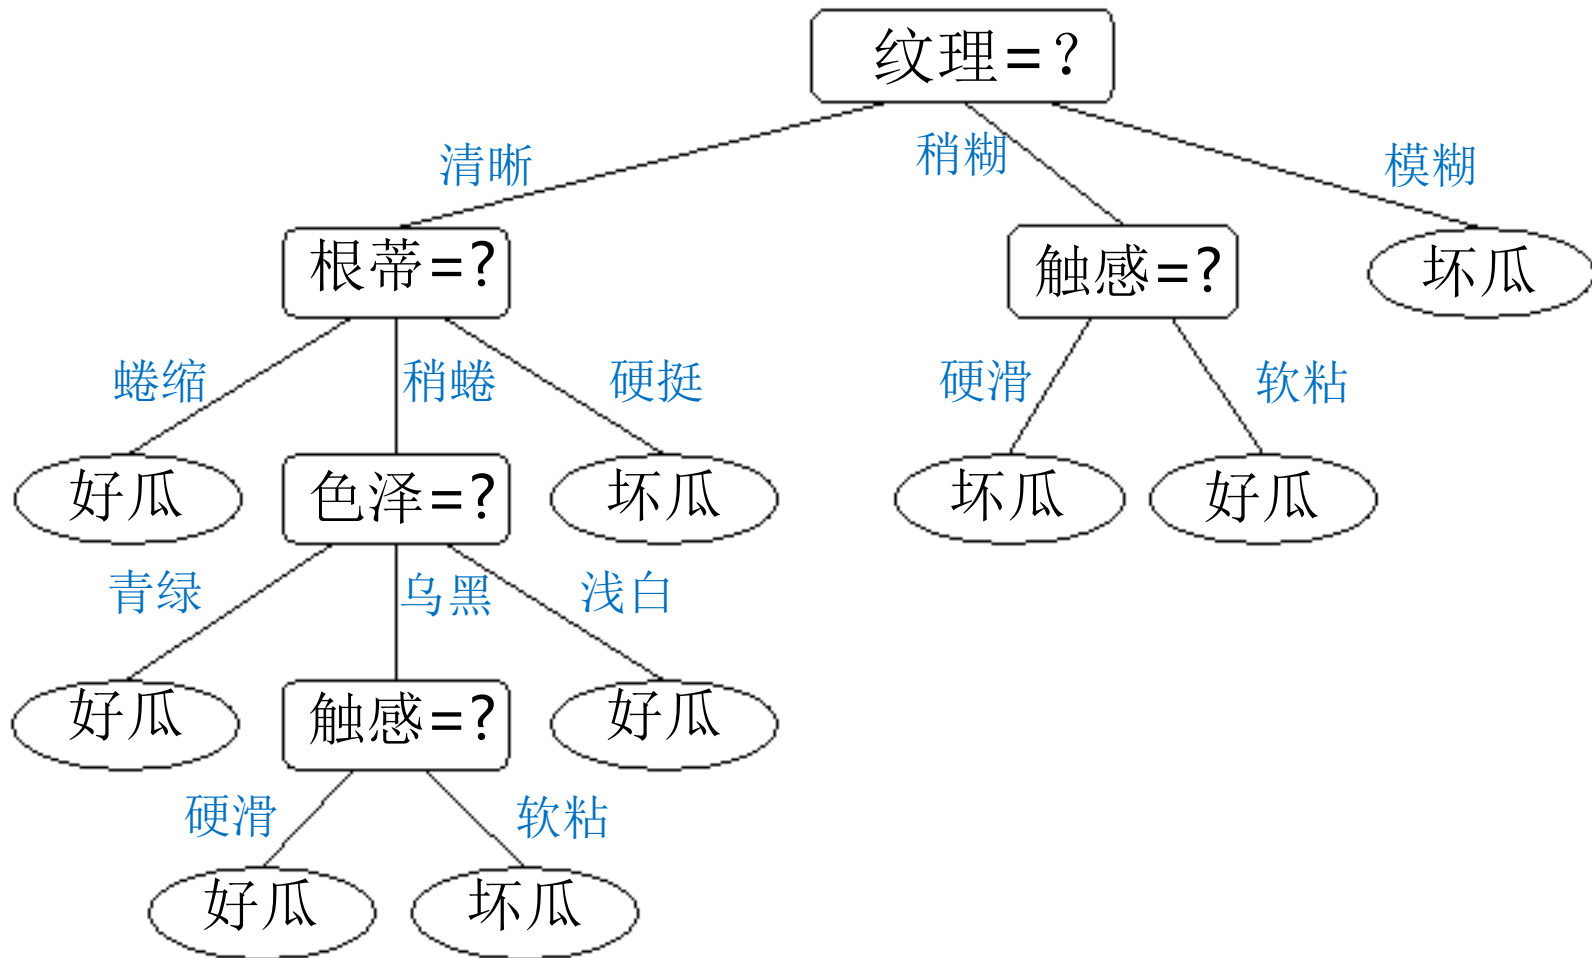 纹理=?
清晰
稍糊
模糊
根蒂=?
触感=?
坏瓜
蜷缩
稍蜷
硬挺
硬滑
软粘
好瓜
色泽=?
坏瓜
坏瓜
好瓜
青绿
乌黑
浅白
好瓜
触感=?
好瓜
硬滑
软粘
好瓜
坏瓜